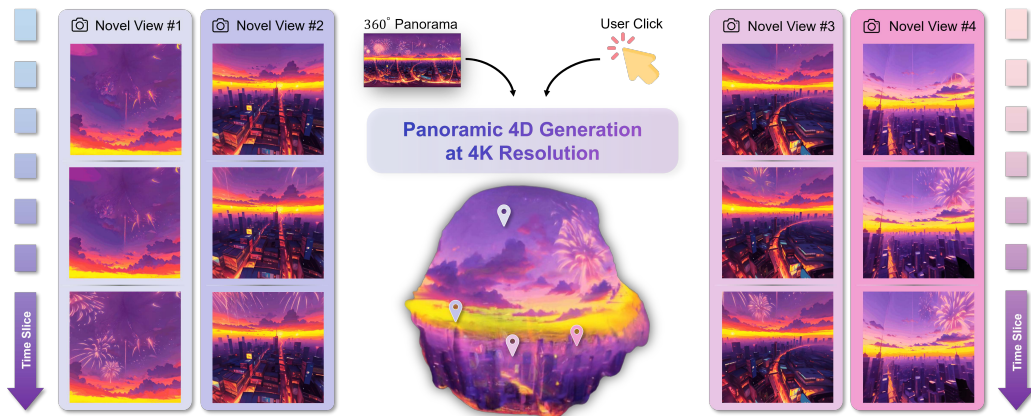 Novel View #1
Novel View #2
360° Panorama
User Click
Novel View #3
Novel View #4
Panoramic 4D Generation
at 4K Resolution
Time Slice
Time Slice